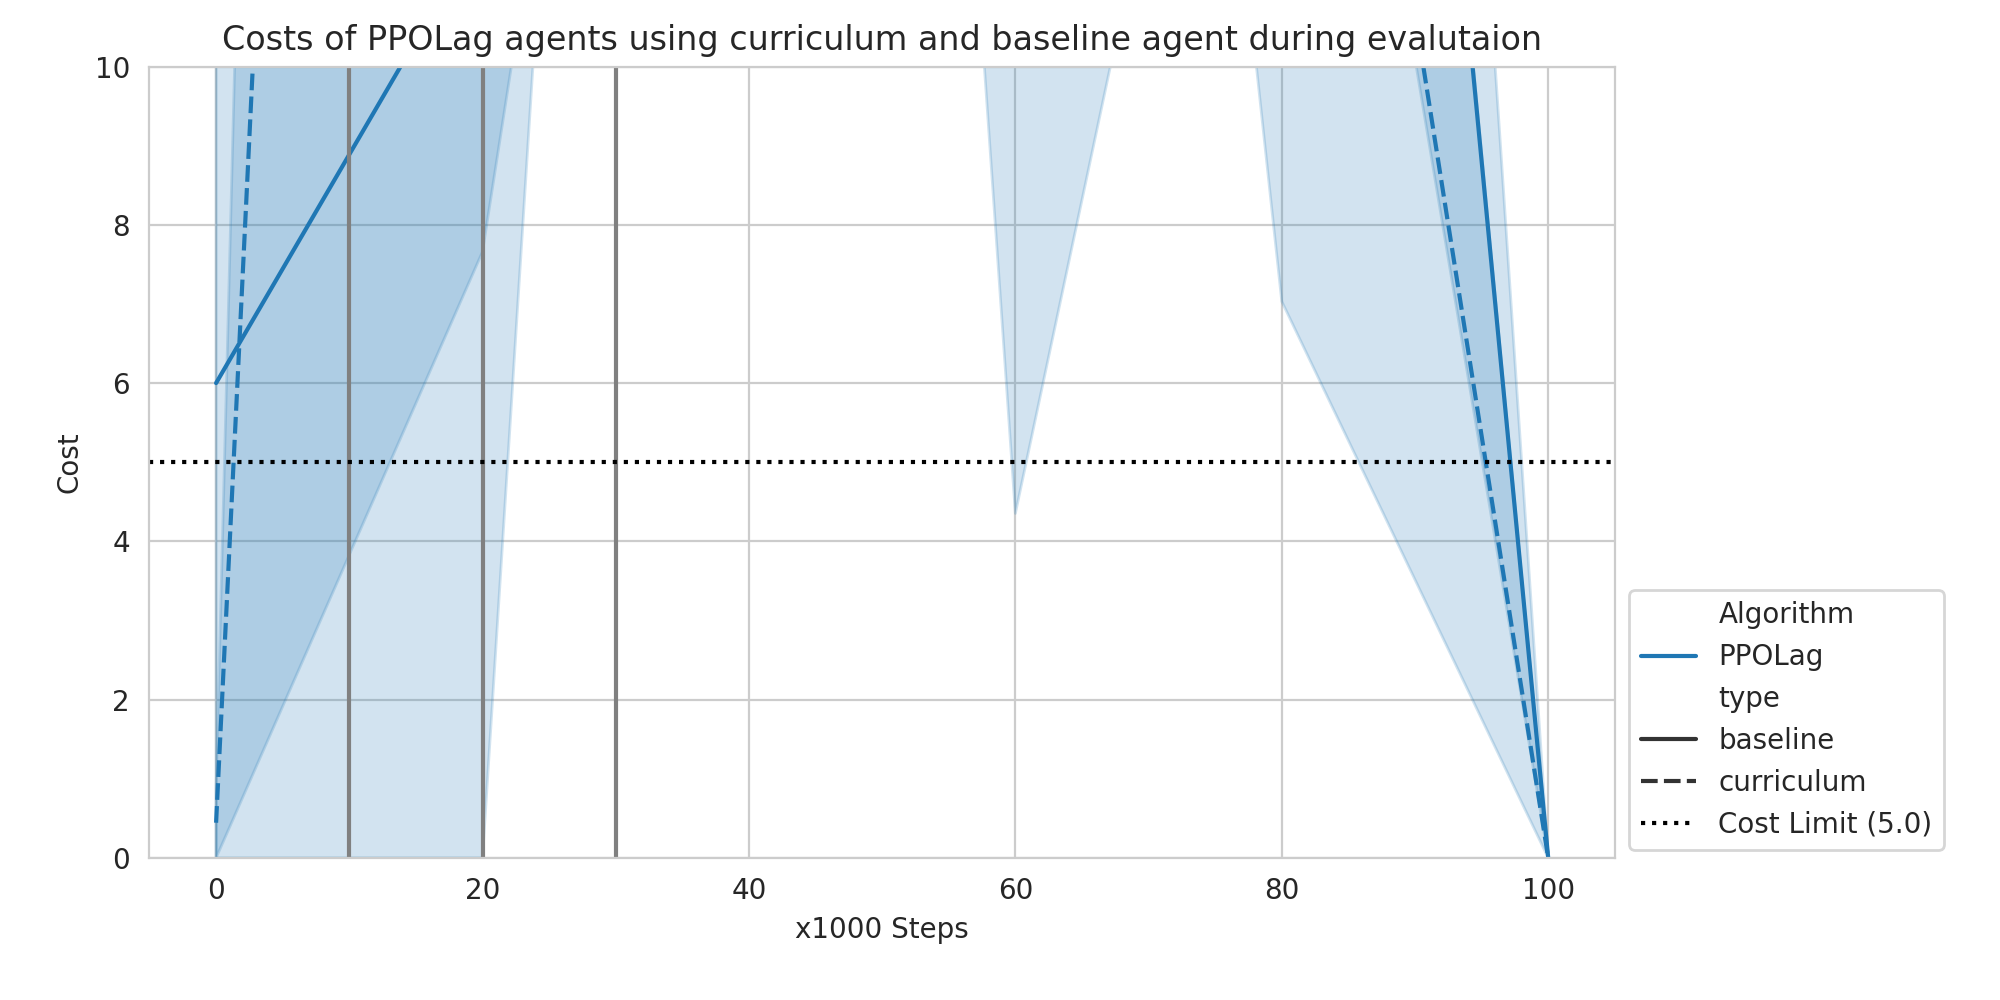 Costs of PPOLag agents using curriculum and baseline agent during evalutaion
10
8
6
4
2
0
Cost
0 20 40 60 80 100
x1000 Steps
Algorithm
PPOLag
type
baseline
curriculum
Cost Limit (5.0)